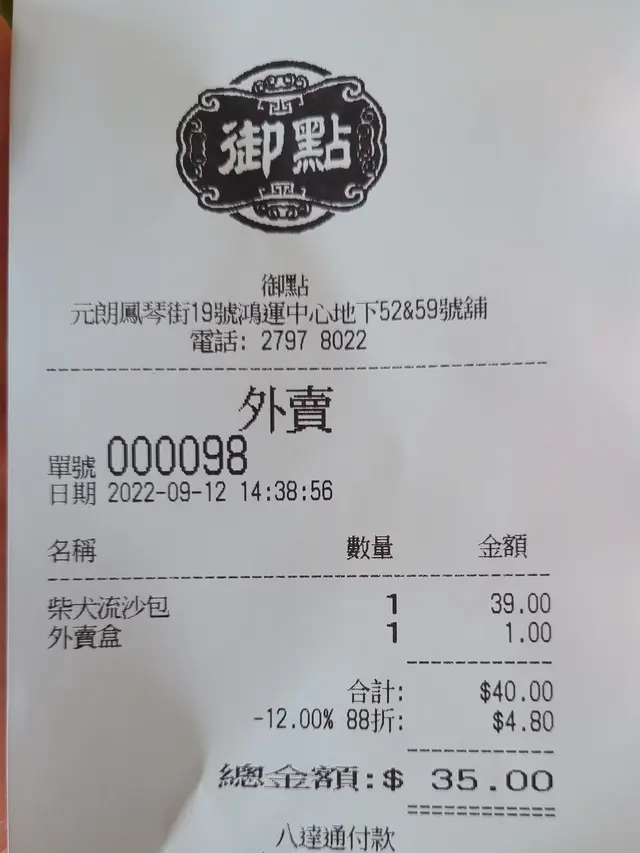 御點
御點
元朗鳳琴街19號鴻運中心地下52&59號舖
電話: 2797 8022
外賣
單號 000098
日期 2022-09-12 14:38:56
名稱 數量 金額
柴犬流沙包 1 39.00
外賣盒 1 1.00
合計: $40.00
-12.00% 88折: $4.80
總金額:$ 35.00
八達通付款